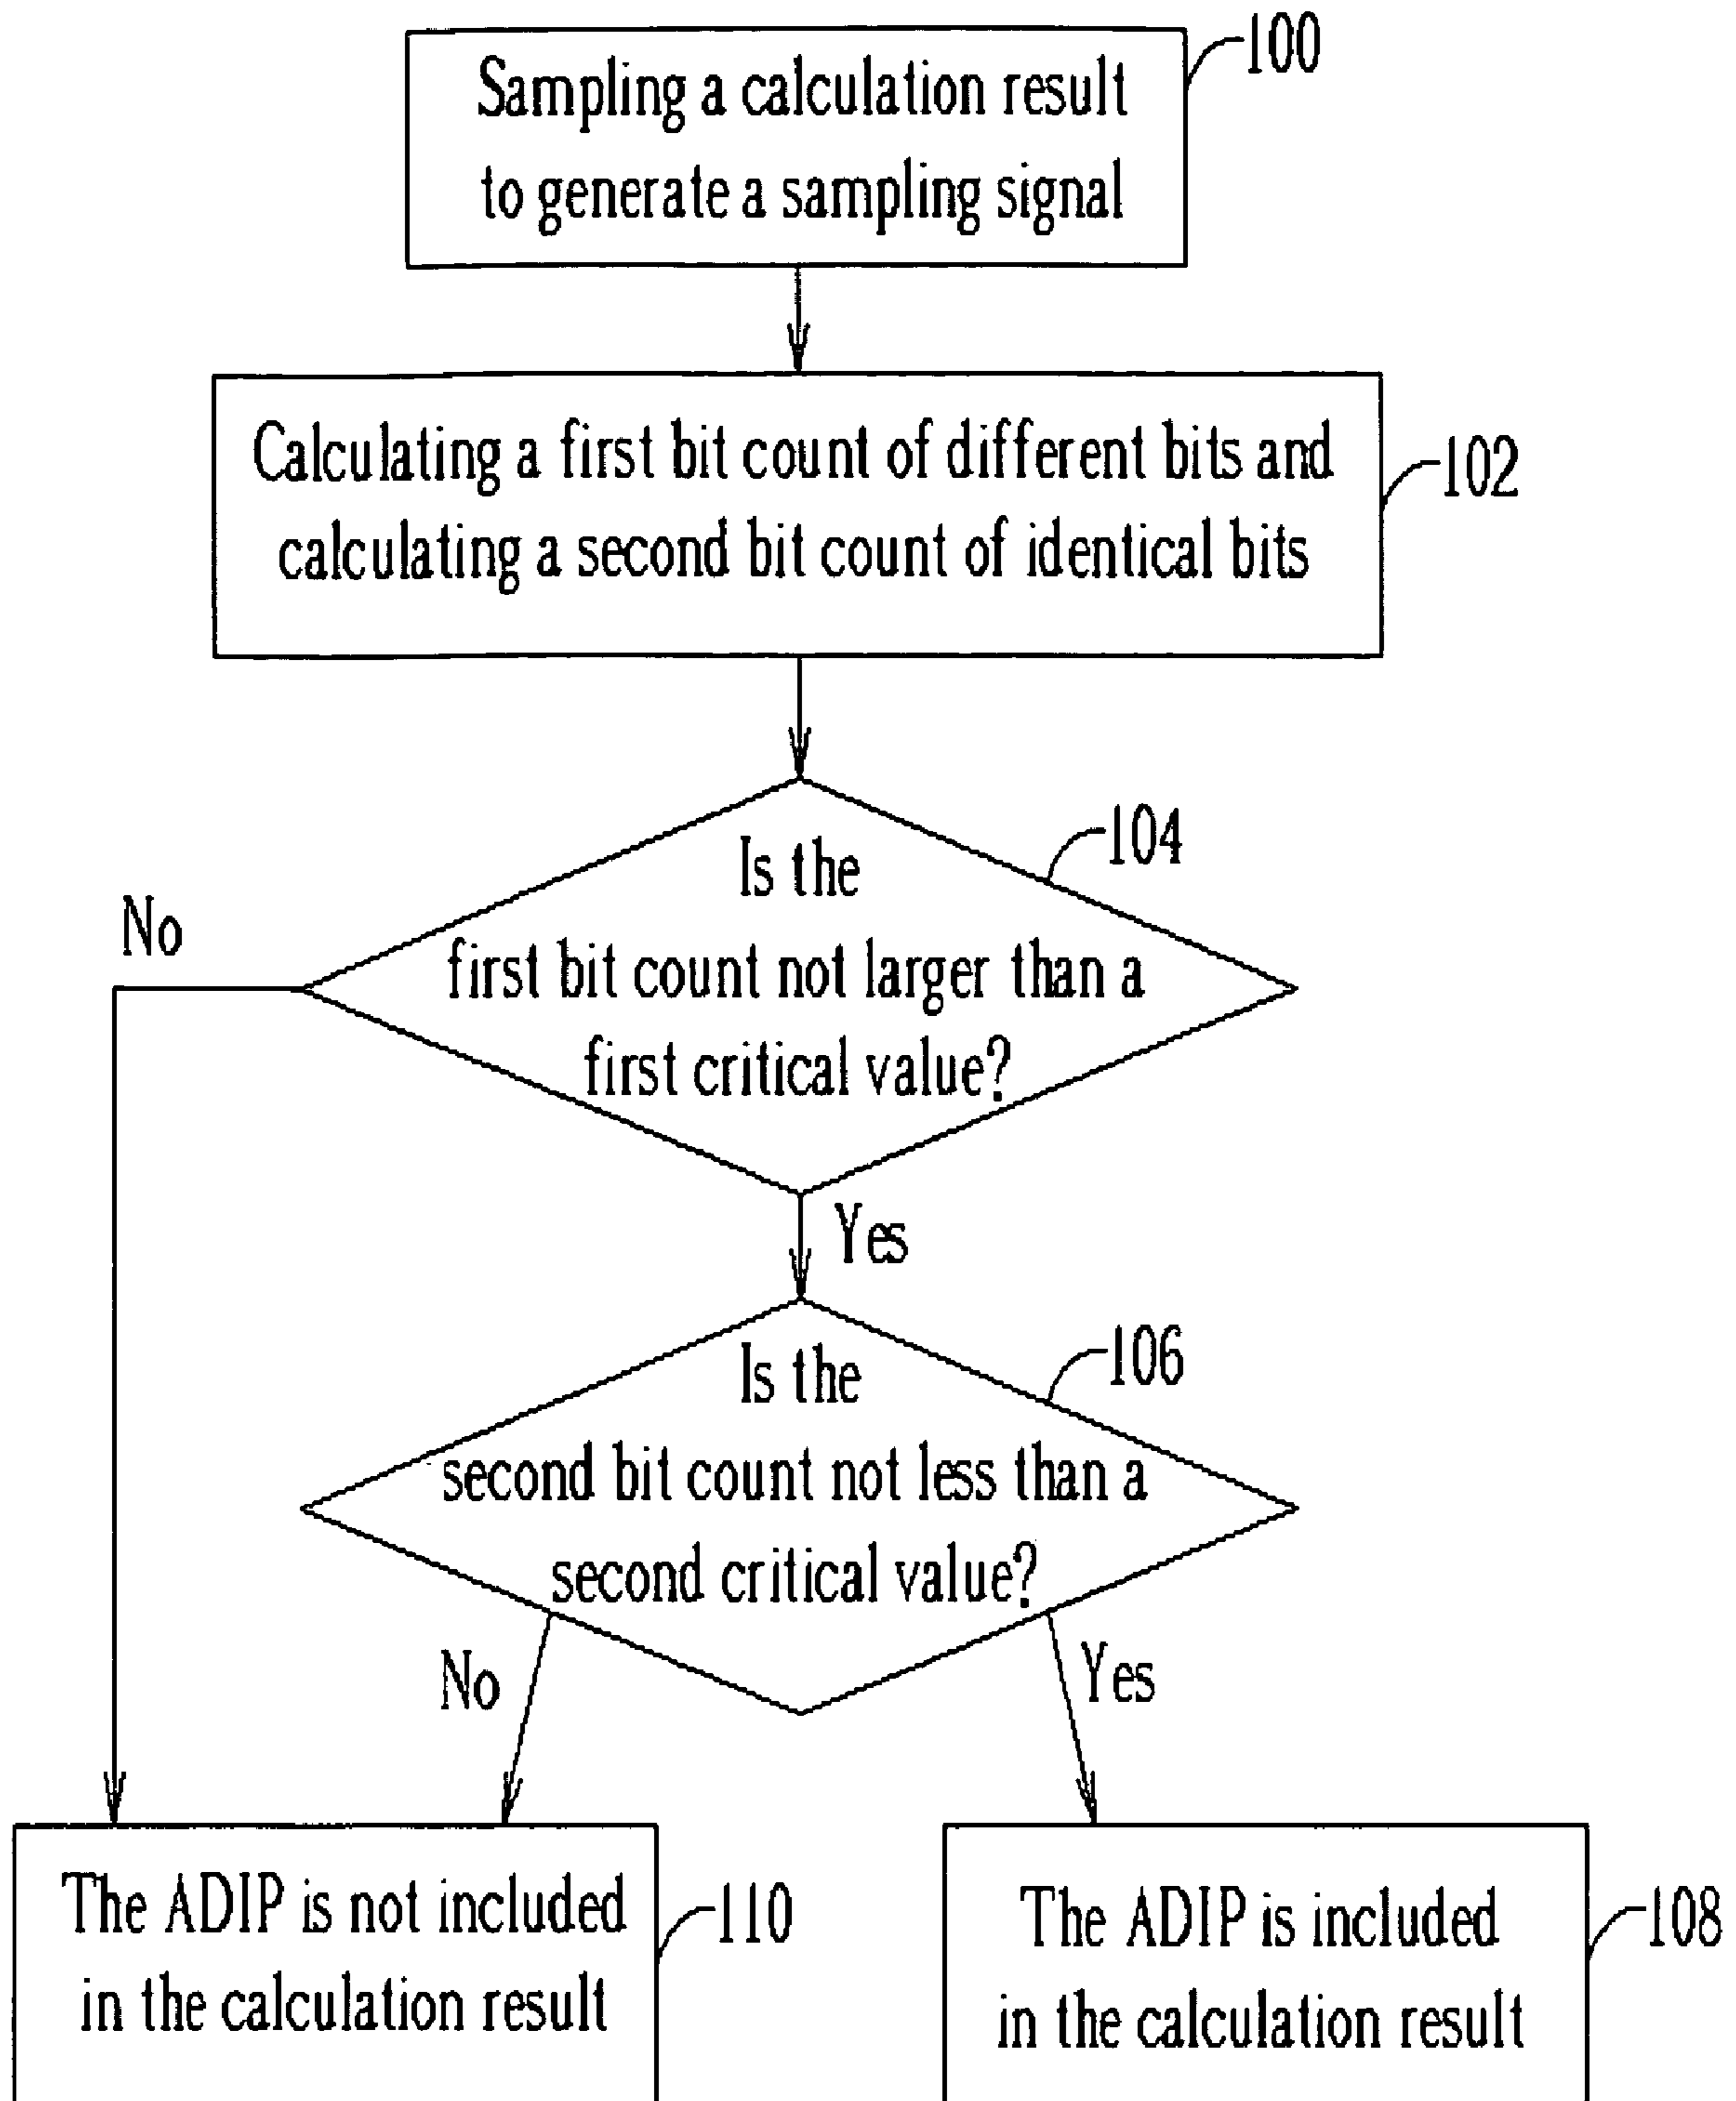 100
Sampling a calculation result
to generate a sampling signal
Calculating a first bit count of different bits and
calculating a second bit count of identical bits
102
104
Is the
first bit count not larger than a
first critical value?
No
Yes
106
Is the
second bit count not less than a
second critical value?
No
Yes
The ADIP is not included
in the calculation result
110
The ADIP is included
in the calculation result
108